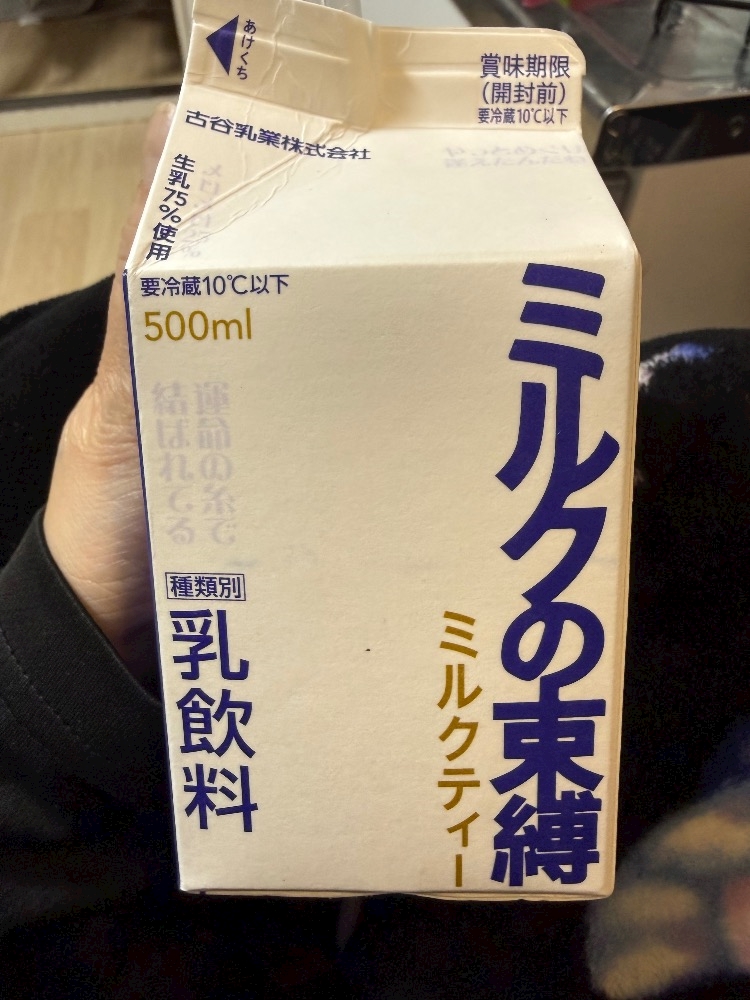 あけくち
賞味期限
(開封前)
要冷蔵10℃以下
古谷乳業株式会社
生乳75%使用
要冷蔵10℃以下
500ml
ミルクの束縛
ミルクティー
運命の糸で
結ばれてる
種類別
乳飲料